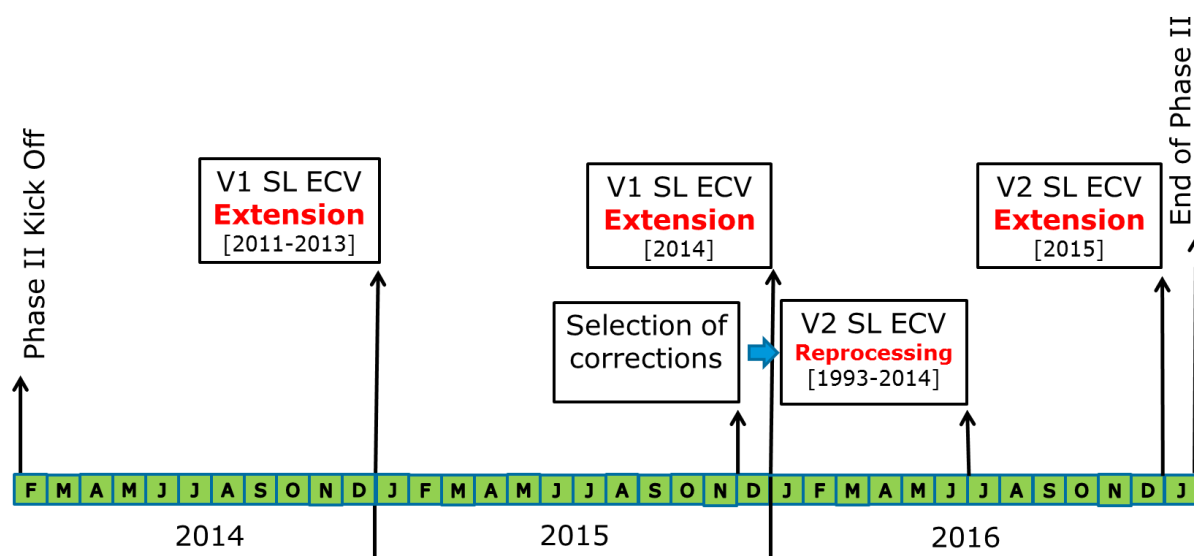 Phase II Kick Off
V1 SL ECV
Extension
[2011-2013]
V1 SL ECV
Extension
[2014]
V2 SL ECV
Extension
[2015]
End of Phase II
Selection of
corrections
V2 SL ECV
Reprocessing
[1993-2014]
F M A M J J A S O N D J F M A M J J A S O N D J F M A M J J A S O N D J
2014 2015 2016